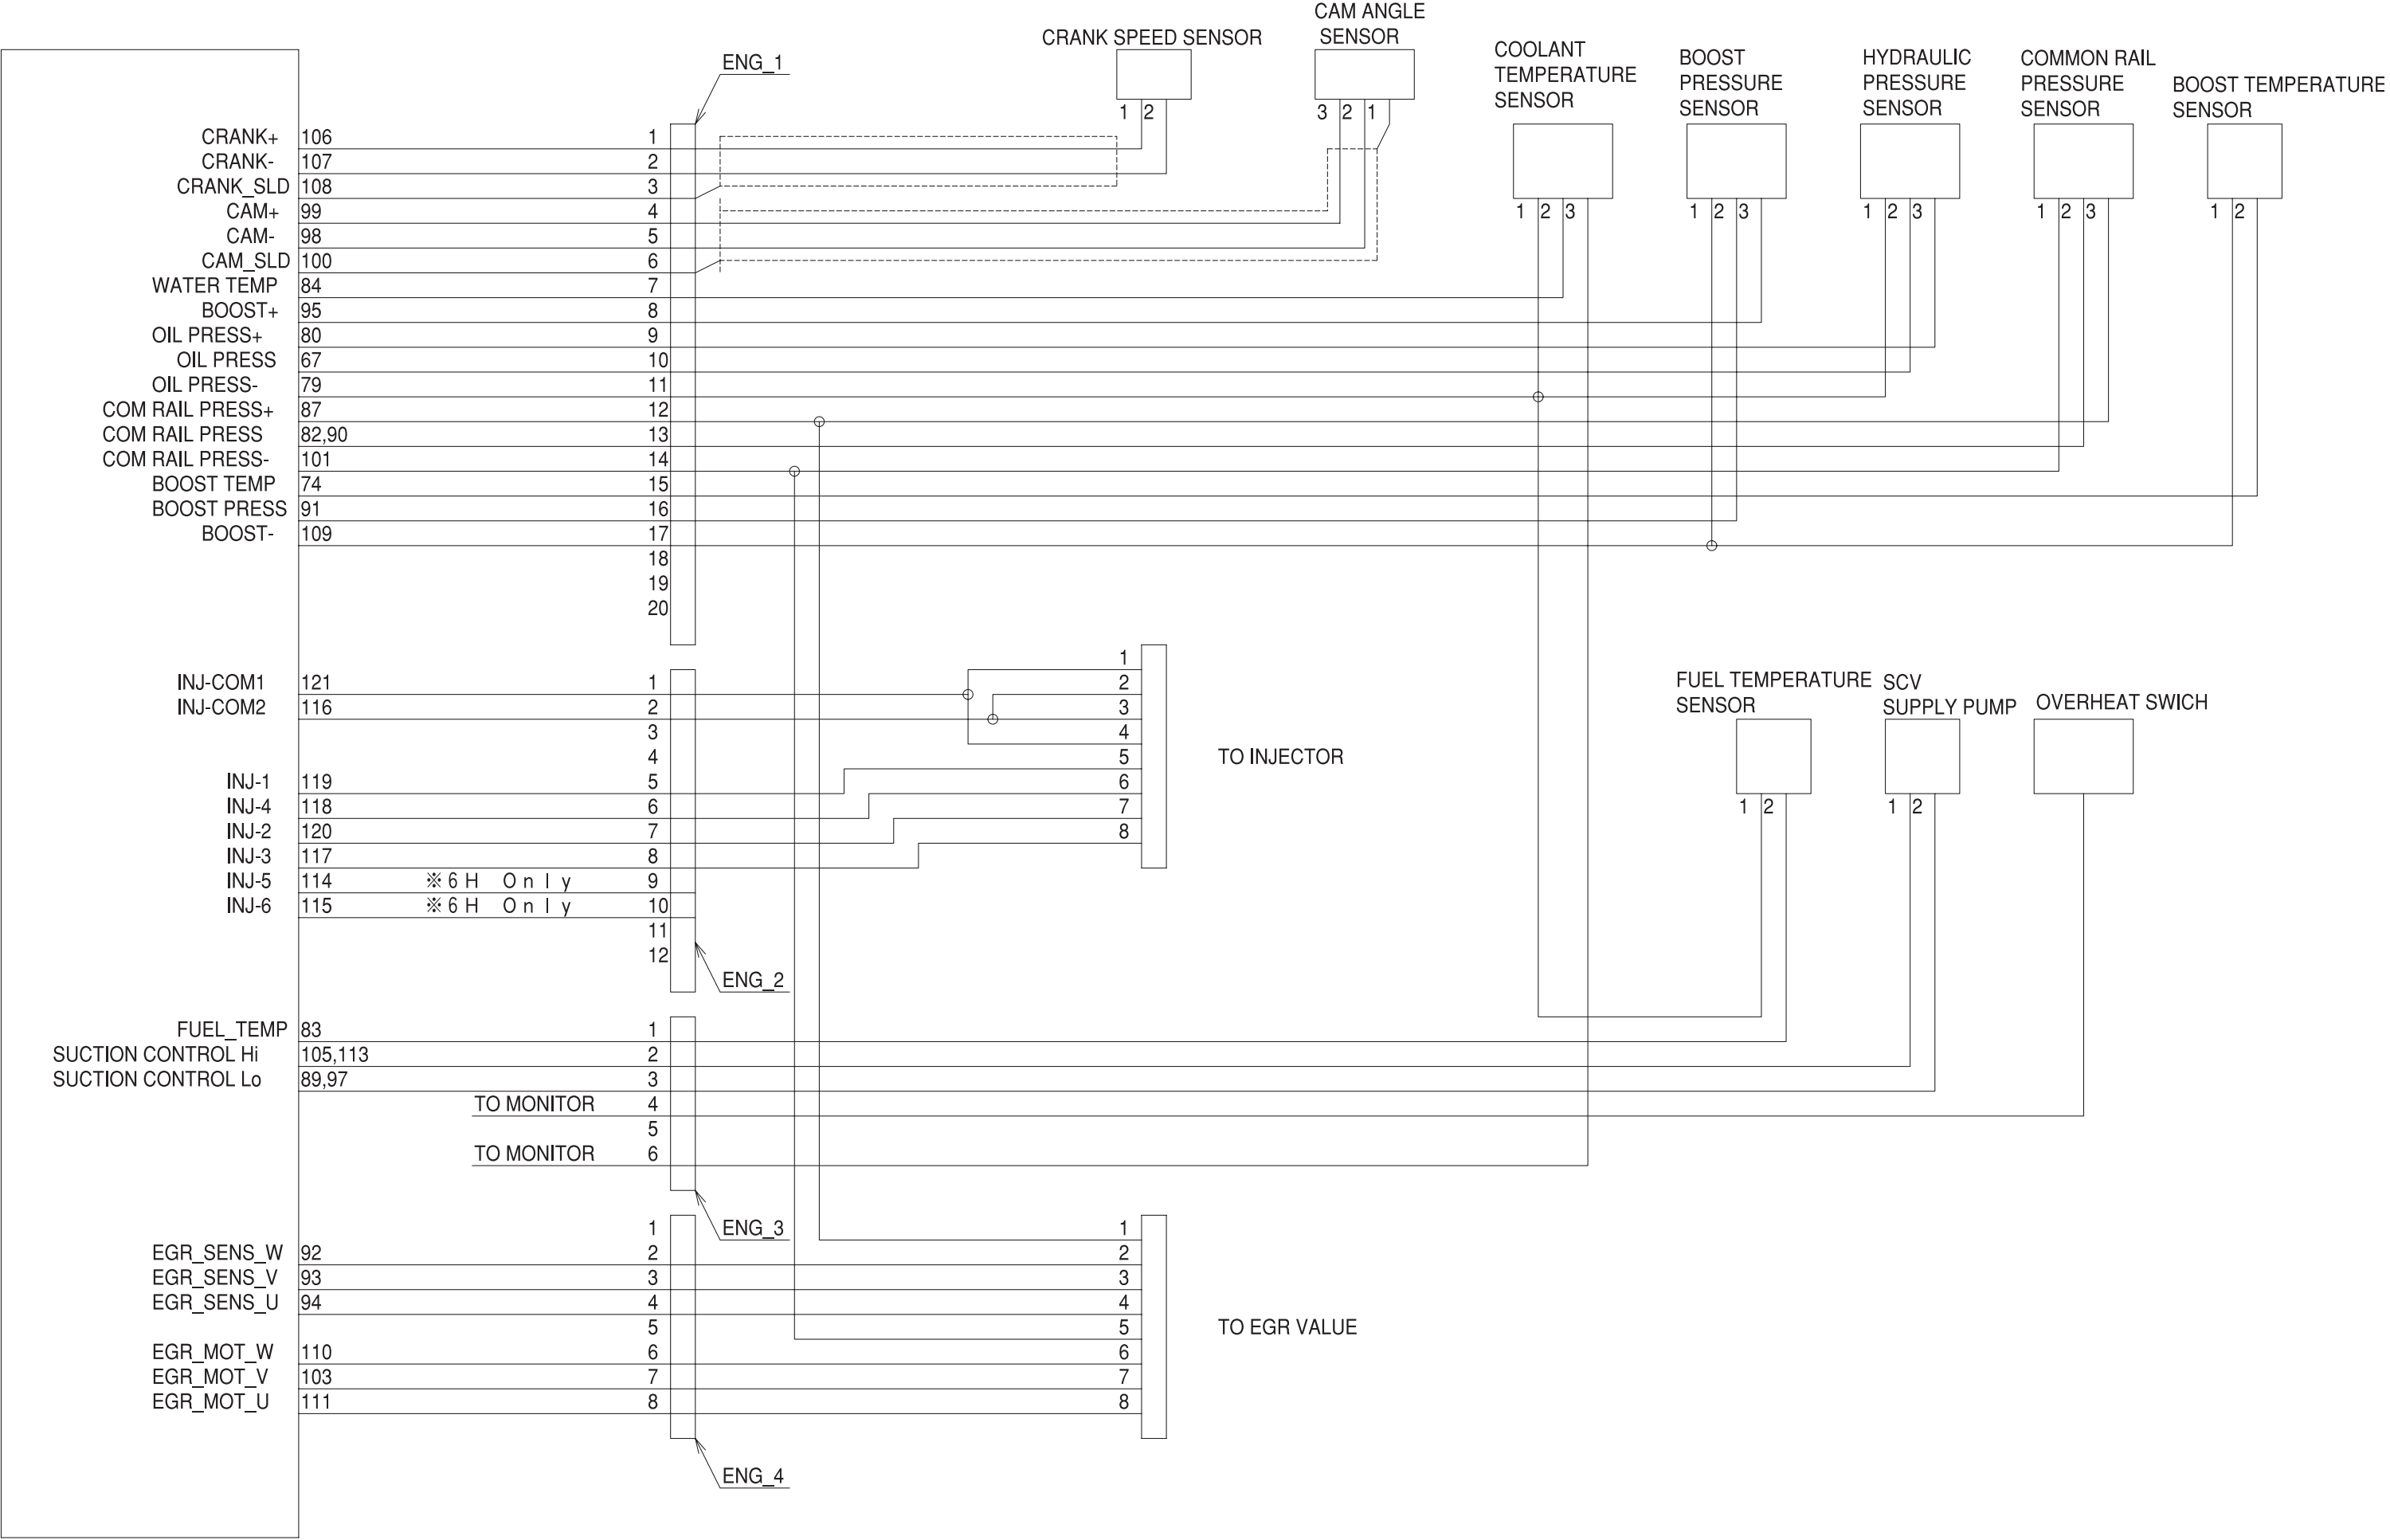 CAM ANGLE
SENSOR
CRANK SPEED SENSOR
COOLANT
TEMPERATURE
SENSOR
BOOST
PRESSURE
SENSOR
HYDRAULIC
PRESSURE
SENSOR
COMMON RAIL
PRESSURE
SENSOR
BOOST TEMPERATURE
SENSOR
ENG_1
1 2
3 2 1
1 2 3
1 2 3
1 2 3
1 2 3
1 2
CRANK+ 106 1
CRANK- 107 2
CRANK_SLD 108 3
CAM+ 99 4
CAM- 98 5
CAM_SLD 100 6
WATER TEMP 84 7
BOOST+ 95 8
OIL PRESS+ 80 9
OIL PRESS 67 10
OIL PRESS- 79 11
COM RAIL PRESS+ 87 12
COM RAIL PRESS 82,90 13
COM RAIL PRESS- 101 14
BOOST TEMP 74 15
BOOST PRESS 91 16
BOOST- 109 17
18
19
20
INJ-COM1 121 1
INJ-COM2 116 2
3
4
INJ-1 119 5
INJ-4 118 6
INJ-2 120 7
INJ-3 117 8
INJ-5 114 ※6H Only 9
INJ-6 115 ※6H Only 10
11
12
ENG_2
1
2
3
4
5
6
7
8
TO INJECTOR
FUEL TEMPERATURE
SENSOR
1 2
SCV
SUPPLY PUMP
1 2
OVERHEAT SWICH
FUEL_TEMP 83 1
SUCTION CONTROL Hi 105,113 2
SUCTION CONTROL Lo 89,97 3
TO MONITOR 4
5
TO MONITOR 6
ENG_3
1
EGR_SENS_W 92 2
EGR_SENS_V 93 3
EGR_SENS_U 94 4
5
EGR_MOT_W 110 6
EGR_MOT_V 103 7
EGR_MOT_U 111 8
ENG_4
1
2
3
4
5
6
7
8
TO EGR VALUE